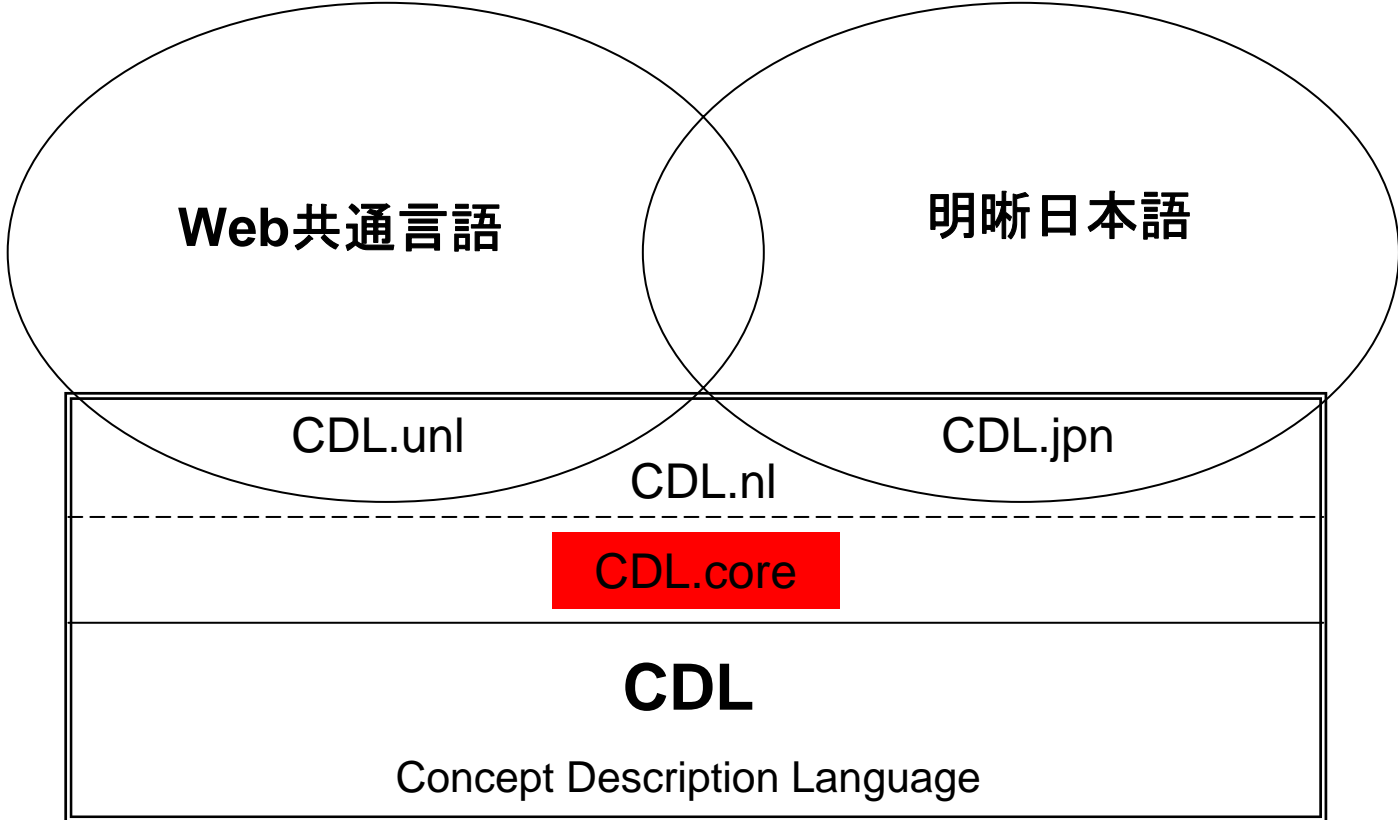 Web共通言語
明晰日本語
CDL.unl
CDL.jpn
CDL.nl
CDL.core
CDL
Concept Description Language